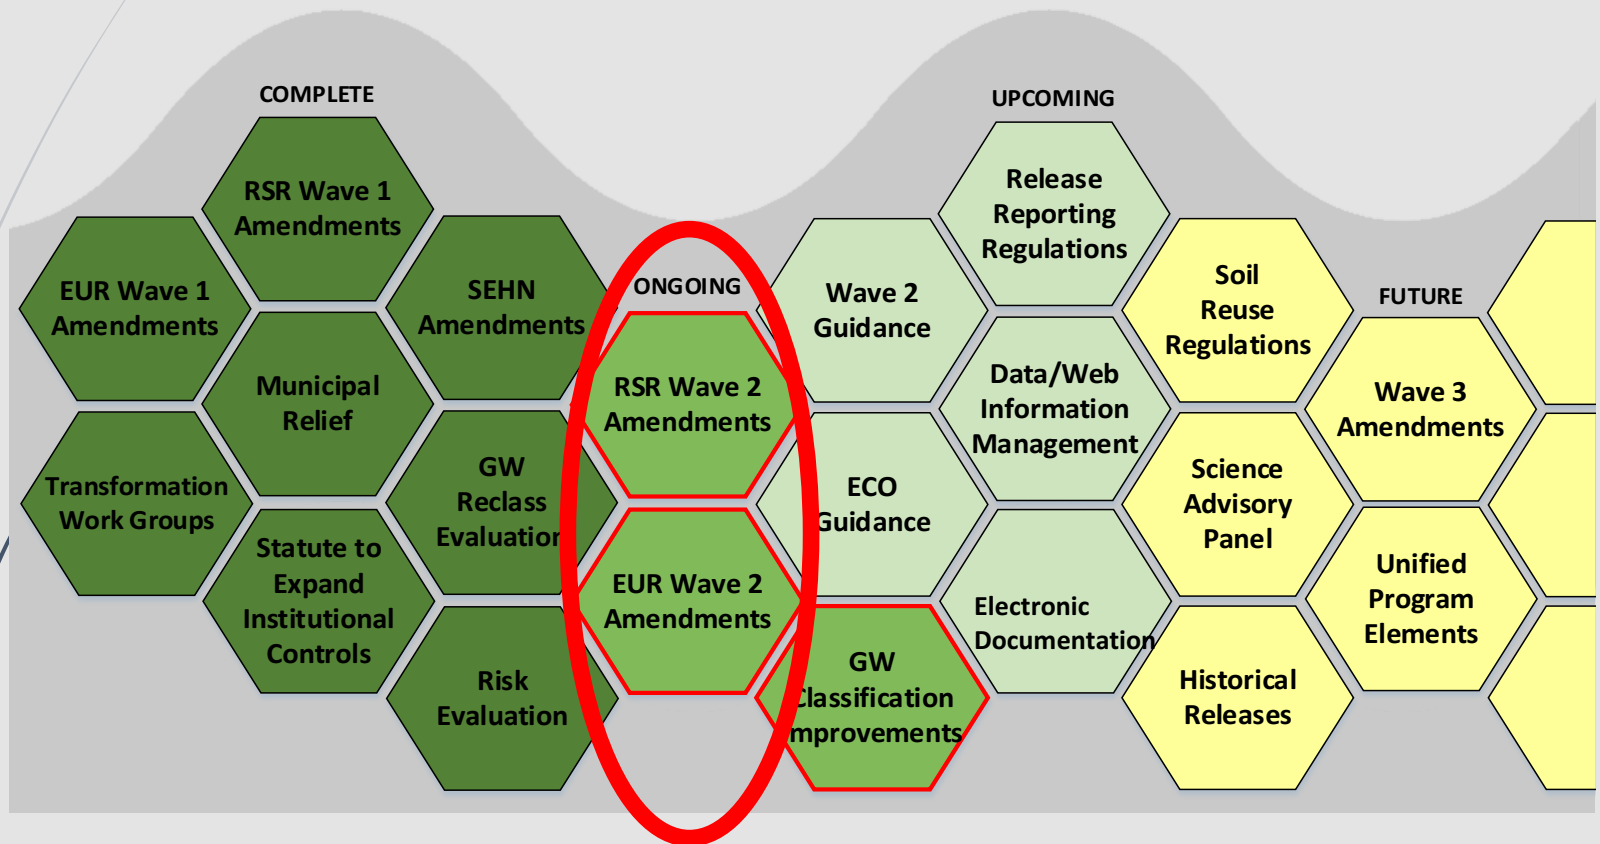 COMPLETE
RSR Wave 1
Amendments
EUR Wave 1
Amendments
SEHN
Amendments
Municipal
Relief
Transformation
Work Groups
GW
Reclass
Evaluation
Statute to
Expand
Institutional
Controls
Risk
Evaluation
ONGOING
RSR Wave 2
Amendments
EUR Wave 2
Amendments
UPCOMING
Release
Reporting
Regulations
Wave 2
Guidance
Data/Web
Information
Management
ECO
Guidance
Electronic
Documentation
GW
Classification
Improvements
Soil
Reuse
Regulations
Science
Advisory
Panel
Historical
Releases
FUTURE
Wave 3
Amendments
Unified
Program
Elements